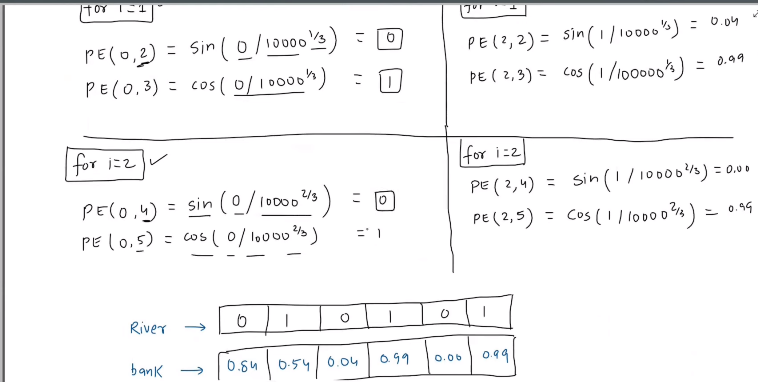 for i=1
PE(0,2) = sin(0/10000^1/3) = 0
PE(0,3) = cos(0/10000^1/3) = 1
PE(2,2) = sin(1/10000^1/3) = 0.04
PE(2,3) = cos(1/100000^1/3) = 0.99
for i=2 ✓
PE(0,4) = sin(0/10000^2/3) = 0
PE(0,5) = cos(0/10000^2/3) = 1
for i=2
PE(2,4) = sin(1/10000^2/3) = 0.00
PE(2,5) = cos(1/10000^2/3) = 0.99
River → 0 1 0 1 0 1
bank → 0.84 0.54 0.04 0.99 0.00 0.99